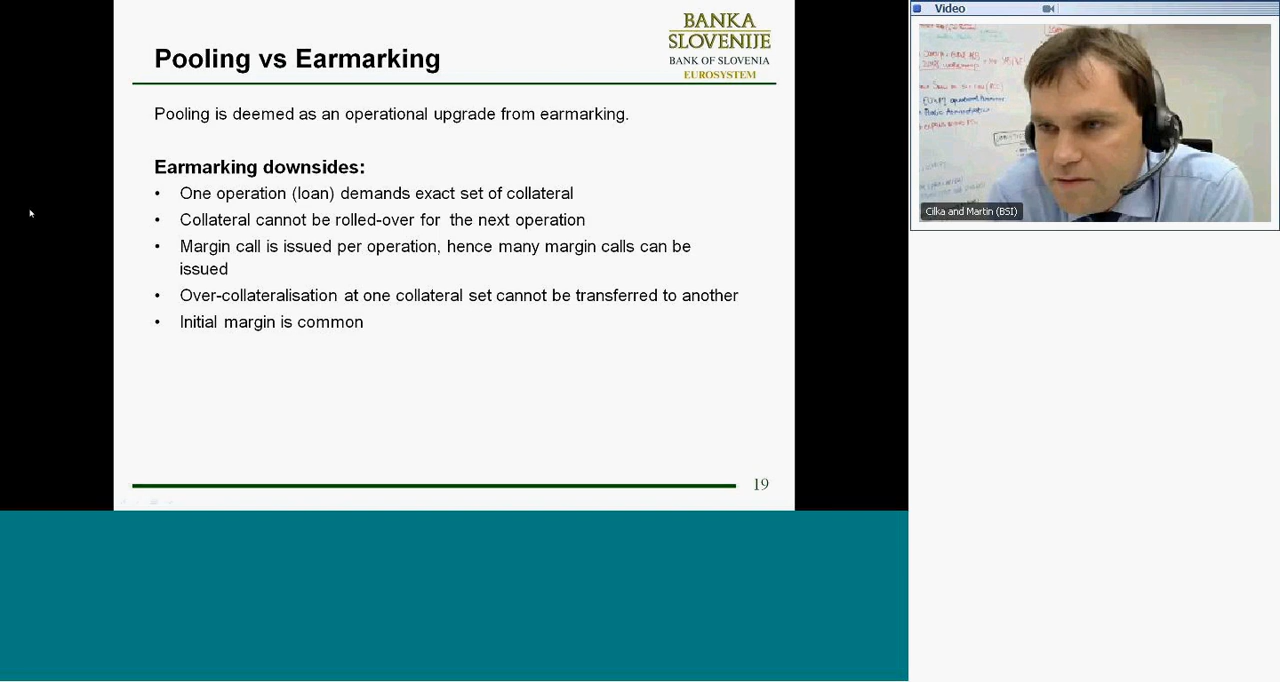 Pooling vs Earmarking
BANKA
SLOVENIJE
BANK OF SLOVENIA
EUROSYSTEM
Pooling is deemed as an operational upgrade from earmarking.
Earmarking downsides:
• One operation (loan) demands exact set of collateral
• Collateral cannot be rolled-over for the next operation
• Margin call is issued per operation, hence many margin calls can be
issued
• Over-collateralisation at one collateral set cannot be transferred to another
• Initial margin is common
19
Video
Cilka and Martin (BSI)